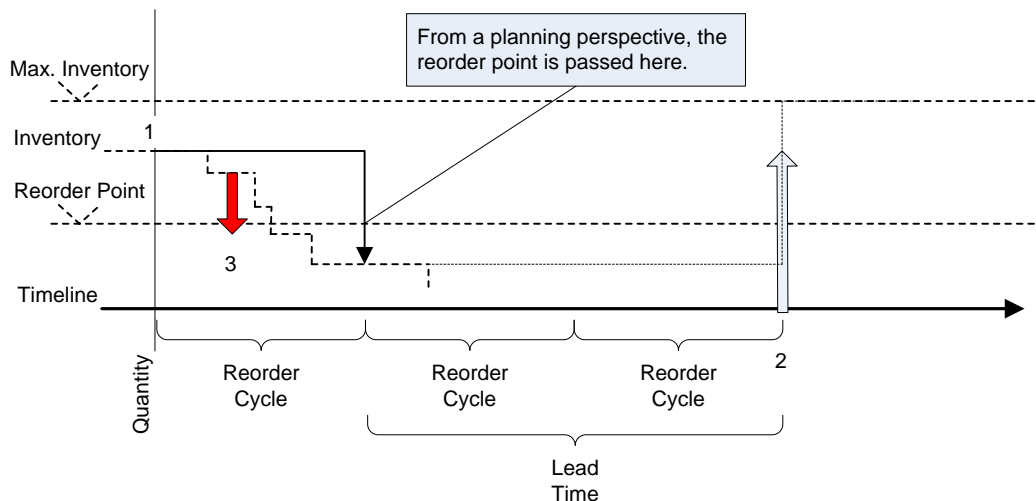 From a planning perspective, the
reorder point is passed here.
Max. Inventory
1
Inventory
Reorder Point
3
Timeline
Quantity
Reorder
Cycle
Reorder
Cycle
Reorder
Cycle
2
Lead
Time